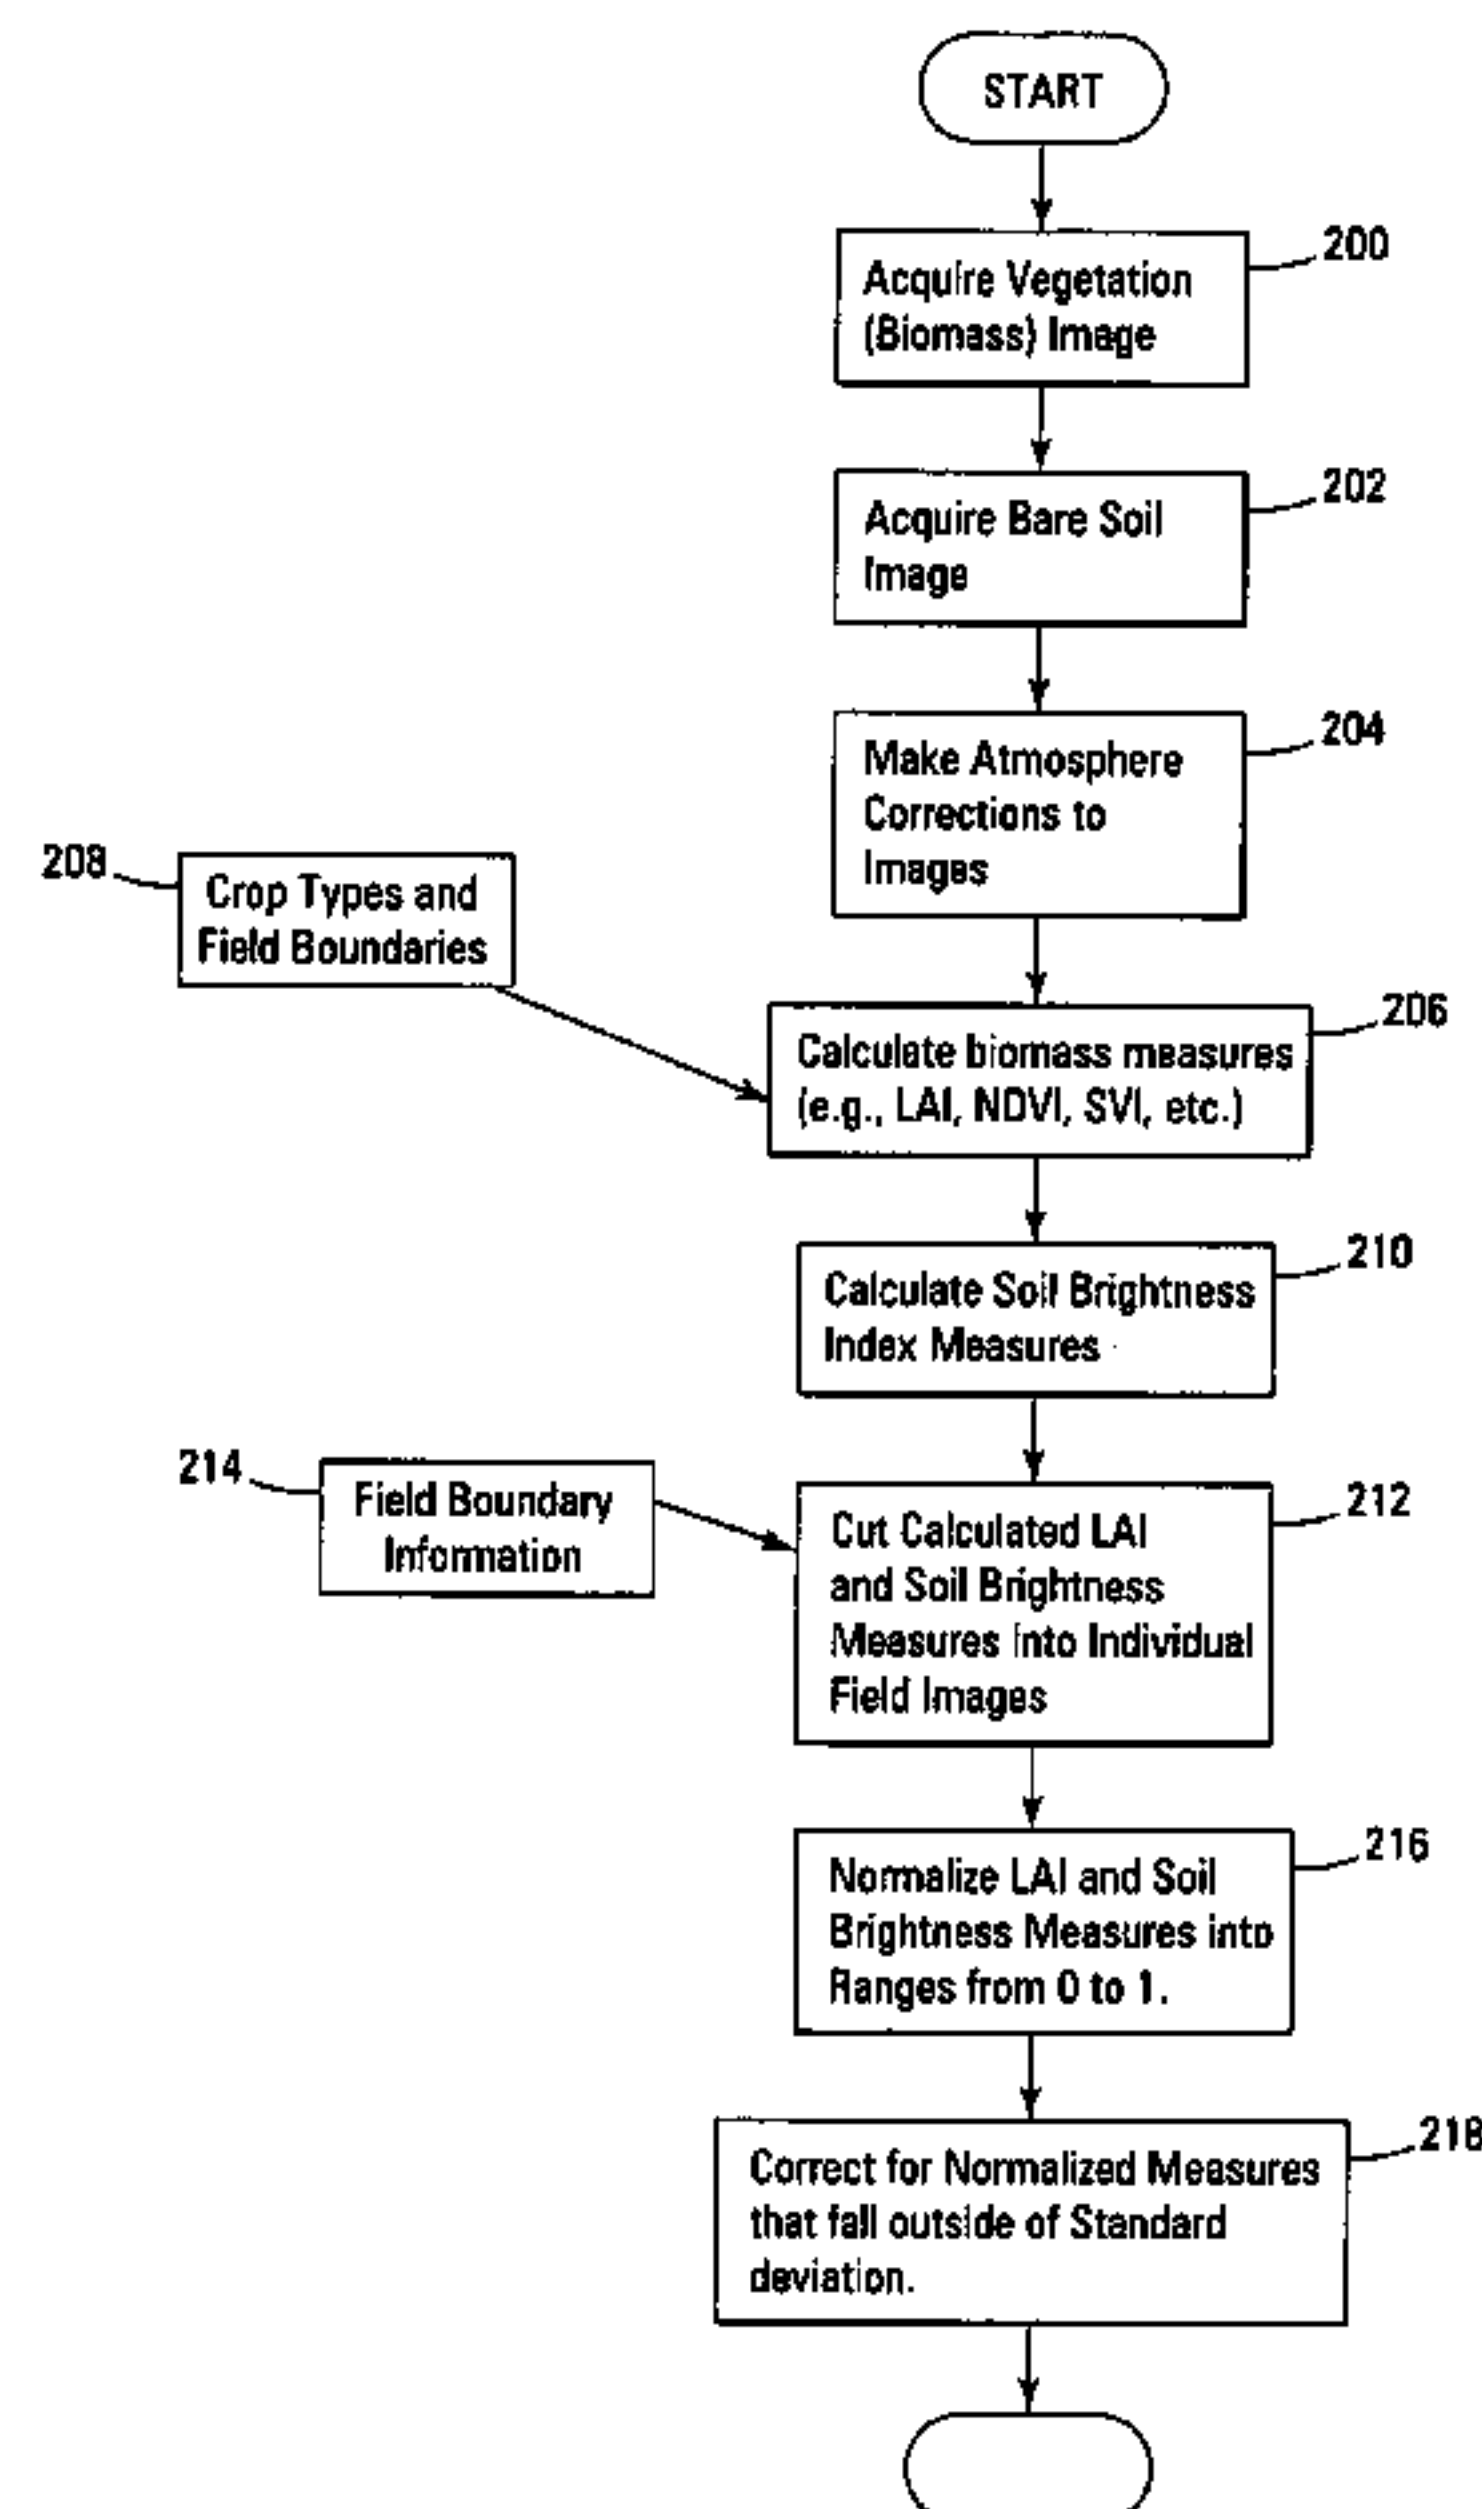 START
200
Acquire Vegetation
(Biomass) Image
202
Acquire Bare Soil
Image
204
Make Atmosphere
Corrections to
Images
208
Crop Types and
Field Boundaries
206
Calculate biomass measures
(e.g., LAI, NDVI, SVI, etc.)
210
Calculate Soil Brightness
Index Measures
214
Field Boundary
Information
212
Cut Calculated LAI
and Soil Brightness
Measures into Individual
Field Images
216
Normalize LAI and Soil
Brightness Measures into
Ranges from 0 to 1.
218
Correct for Normalized Measures
that fall outside of Standard
deviation.